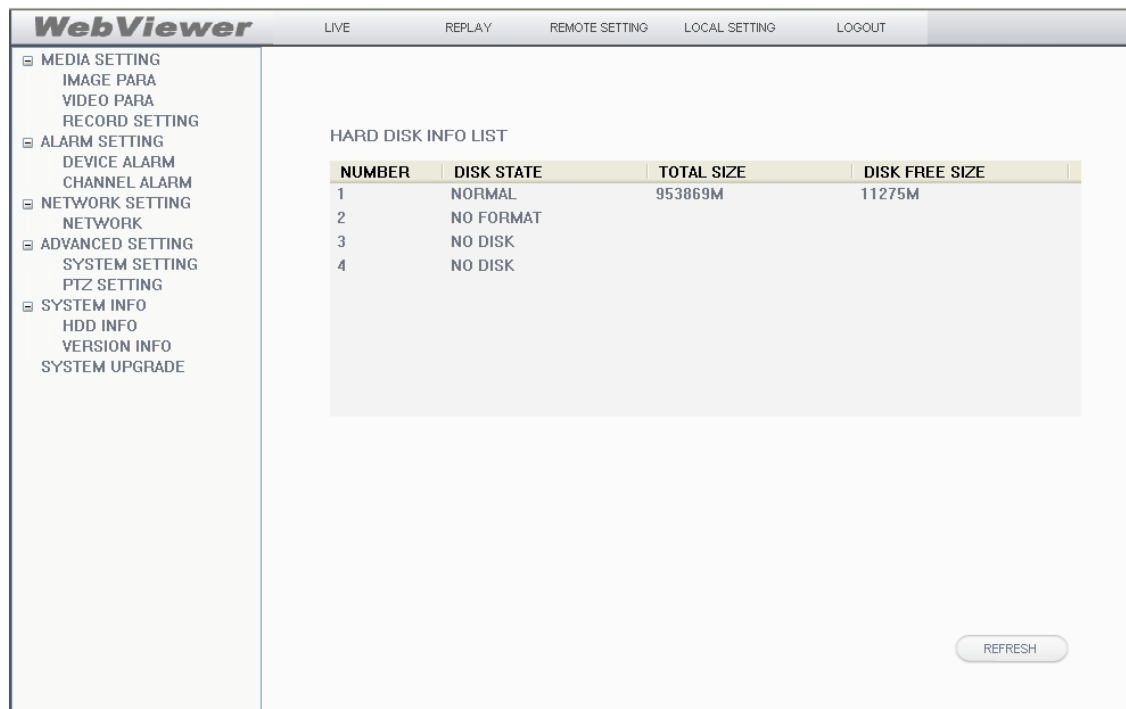 WebViewer LIVE REPLAY REMOTE SETTING LOCAL SETTING LOGOUT
MEDIA SETTING
IMAGE PARA
VIDEO PARA
RECORD SETTING
ALARM SETTING
DEVICE ALARM
CHANNEL ALARM
NETWORK SETTING
NETWORK
ADVANCED SETTING
SYSTEM SETTING
PTZ SETTING
SYSTEM INFO
HDD INFO
VERSION INFO
SYSTEM UPGRADE
HARD DISK INFO LIST
NUMBER DISK STATE TOTAL SIZE DISK FREE SIZE
1 NORMAL 953869M 11275M
2 NO FORMAT
3 NO DISK
4 NO DISK
REFRESH